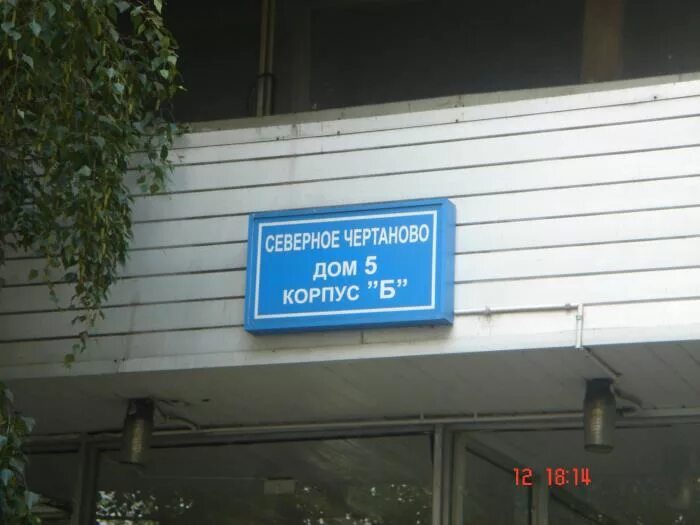 СЕВЕРНОЕ ЧЕРТАНОВО
ДОМ 5
КОРПУС "Б"
12 18:14